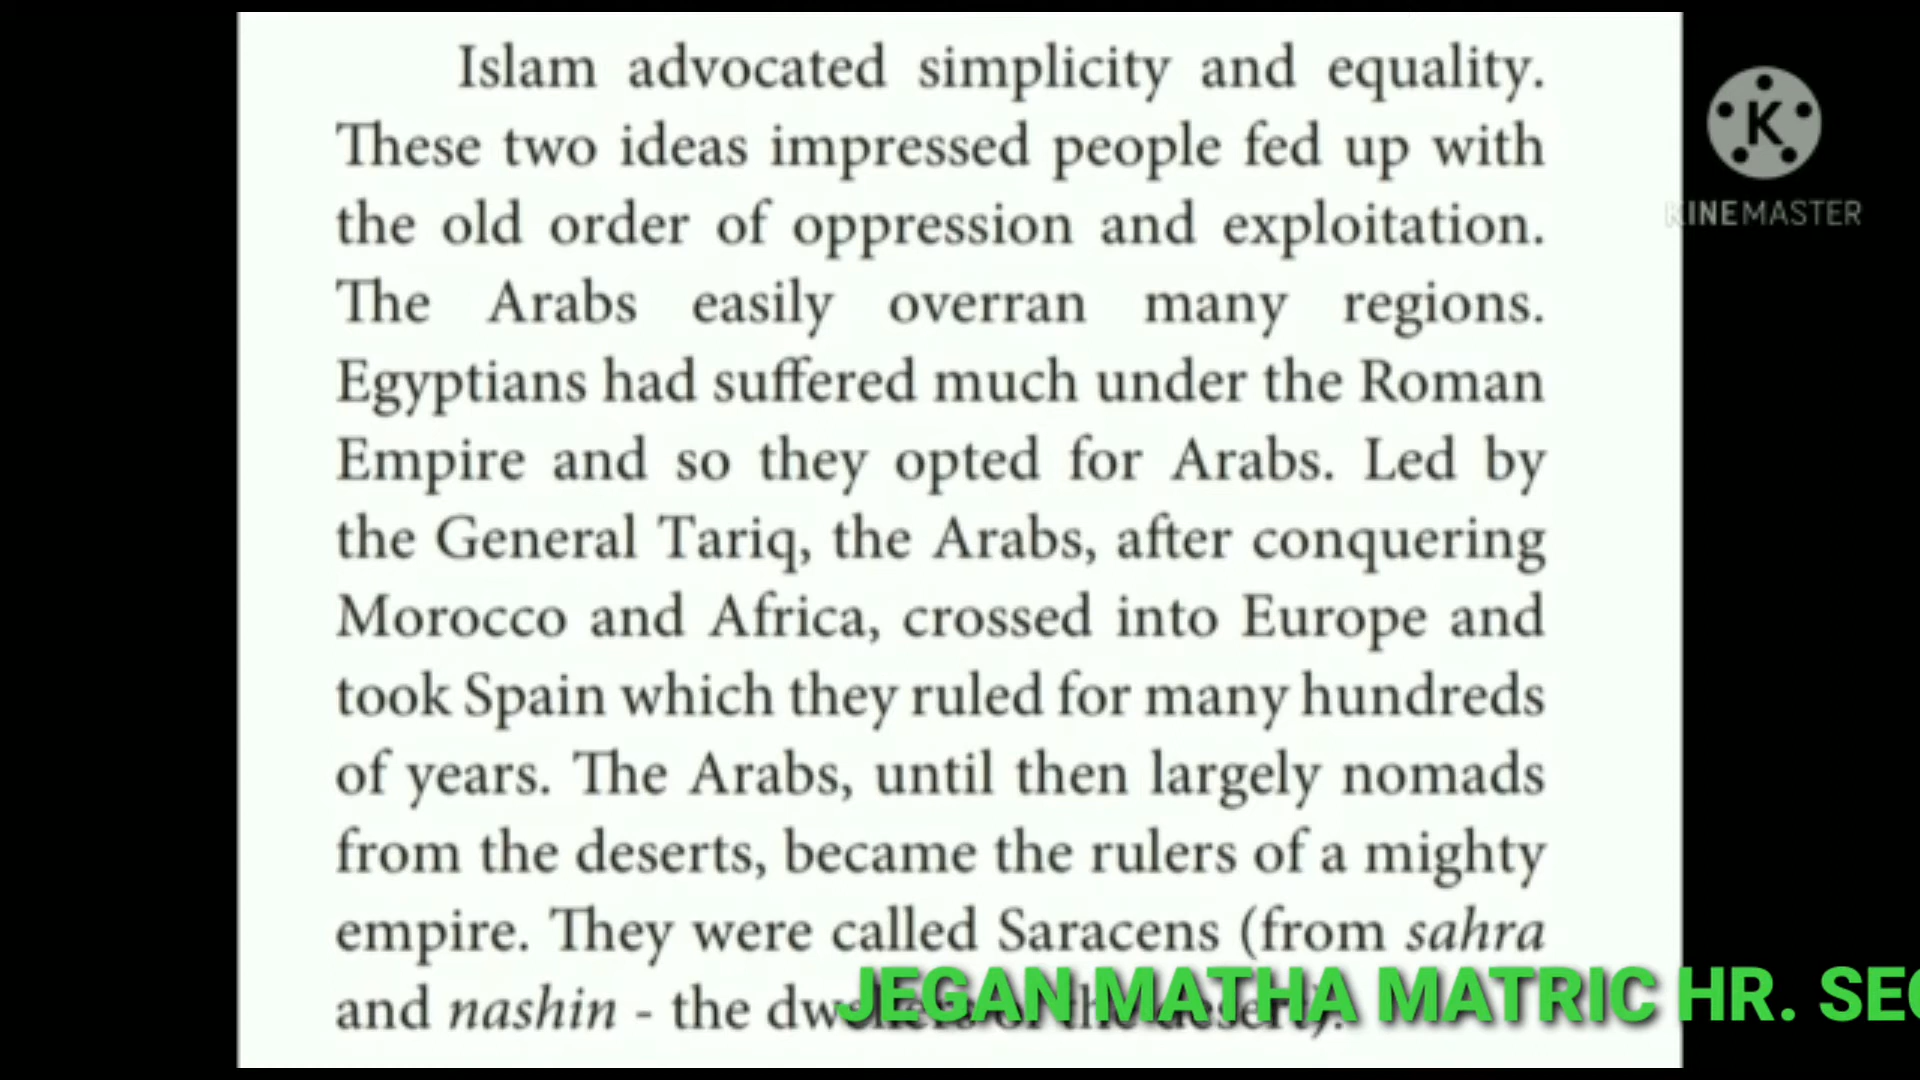 Islam advocated simplicity and equality.
These two ideas impressed people fed up with
the old order of oppression and exploitation.
The Arabs easily overran many regions.
Egyptians had suffered much under the Roman
Empire and so they opted for Arabs. Led by
the General Tariq, the Arabs, after conquering
Morocco and Africa, crossed into Europe and
took Spain which they ruled for many hundreds
of years. The Arabs, until then largely nomads
from the deserts, became the rulers of a mighty
empire. They were called Saracens (from sahra
and nashin - the dwellers of the desert).
K
KINEMASTER
JEGAN MATHA MATRIC HR. SEC